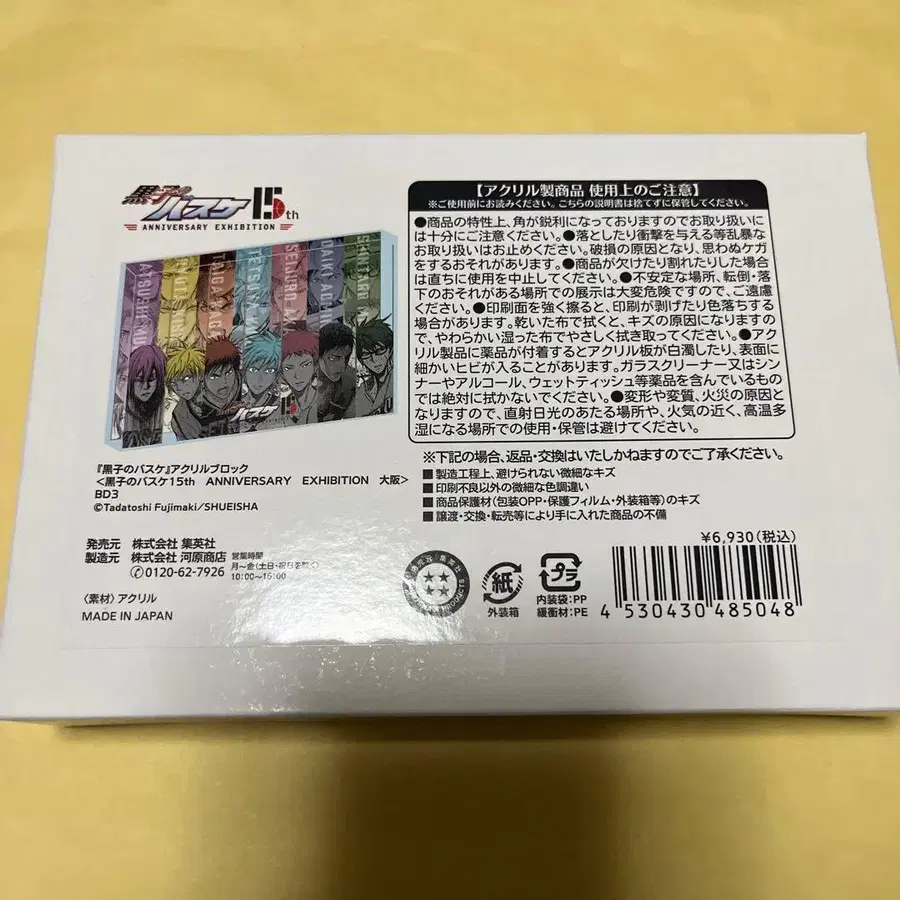 黒子のバスケ 15th
ANNIVERSARY EXHIBITION
黒子のバスケ 15
『黒子のバスケ』アクリルブロック
<黒子のバスケ15th ANNIVERSARY EXHIBITION 大阪>
BD3
©Tadatoshi Fujimaki/SHUEISHA
発売元 株式会社 集英社
製造元 株式会社 河原商店
0120-62-7926
営業時間
月~金(土日・祝日を除く)
10:00~16:00
〈素材〉アクリル
MADE IN JAPAN
【アクリル製商品 使用上のご注意】
※ご使用前にお読みください。こちらの説明書は捨てずに保管してください。
●商品の特性上、角が鋭利になっておりますのでお取り扱いに
は十分にご注意ください。●落としたり衝撃を与える等乱暴な
お取り扱いはお止めください。破損の原因となり、思わぬケガ
をするおそれがあります。●商品が欠けたり割れたりした場合
は直ちに使用を中止してください。●不安定な場所、転倒・落
下のおそれがある場所での展示は大変危険ですので、ご遠慮
ください。●印刷面を強く擦ると、印刷が剥げたり色落ちする
場合があります。乾いた布で拭くと、キズの原因になりますの
で、やわらかい湿った布でやさしく拭き取ってください。●アク
リル製品に薬品が付着するとアクリル板が白濁したり、表面に
細かいヒビが入ることがあります。ガラスクリーナー又はシン
ナーやアルコール、ウェットティッシュ等薬品を含んでいるもの
では絶対に拭かないでください。●変形や変質、火災の原因と
なりますので、直射日光のあたる場所や、火気の近く、高温多
湿になる場所での使用・保管は避けてください。
※下記の場合、返品・交換はいたしかねますのでご了承ください。
■製造工程上、避けられない微細なキズ
■印刷不良以外の微細な色調違い
■商品保護材(包装OPP・保護フィルム・外装箱等)のキズ
■譲渡・交換・転売等により手に入れた商品の不備
¥6,930(税込)
紙
外装箱
プラ
内装袋:PP
緩衝材:PE
4 530430 485048